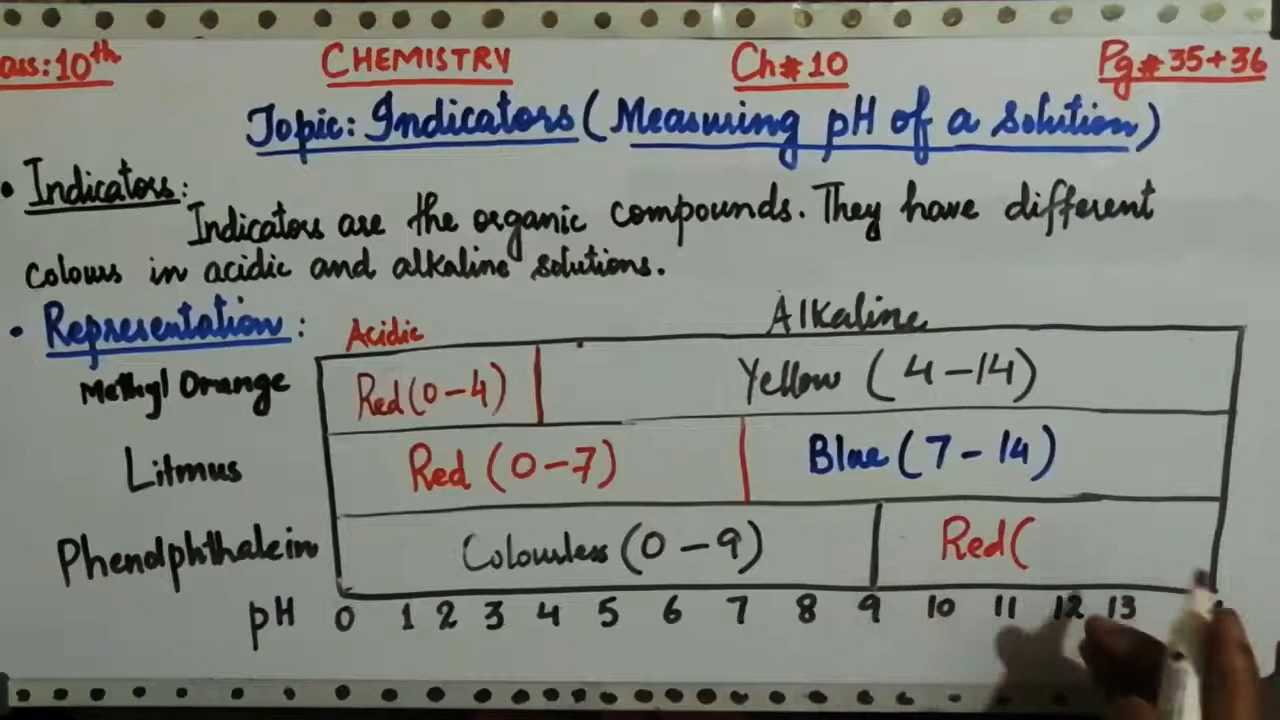 ass: 10th CHEMISTRY Ch#10 Pg#35+36
Topic: Indicators (Measuring pH of a solution)
• Indicators:
Indicators are the organic compounds. They have different
colours in acidic and alkaline solutions.
• Representation:
Acidic Alkaline
Methyl Orange Red (0-4) Yellow (4-14)
Litmus Red (0-7) Blue (7-14)
Phenolphthalein Colourless (0-9) Red(
pH 0 1 2 3 4 5 6 7 8 9 10 11 12 13